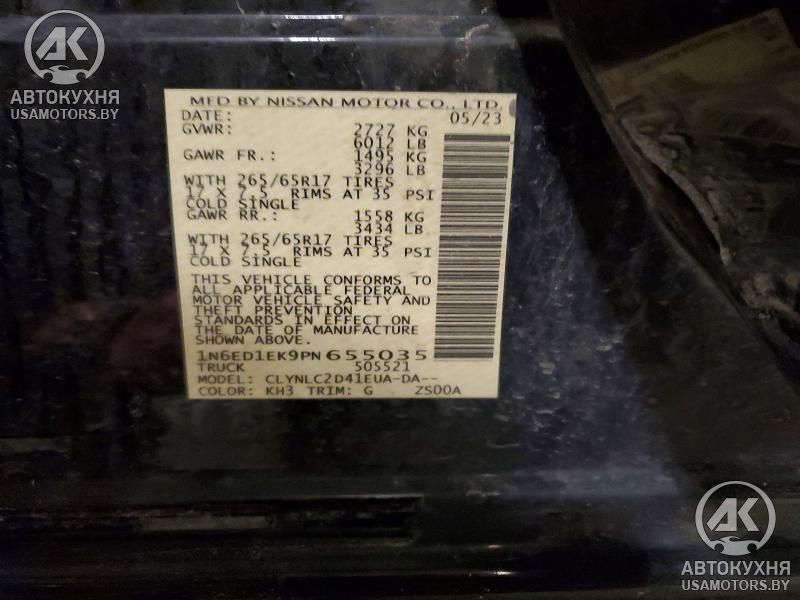 АК
АВТОКУХНЯ
USAMOTORS.BY
MFD BY NISSAN MOTOR CO., LTD.
DATE: 05/23
GVWR: 2727 KG
6012 LB
GAWR FR.: 1495 KG
3296 LB
WITH 265/65R17 TIRES
17 X 7.5 RIMS AT 35 PSI
COLD SINGLE
GAWR RR.: 1558 KG
3434 LB
WITH 265/65R17 TIRES
17 X 7.5 RIMS AT 35 PSI
COLD SINGLE
THIS VEHICLE CONFORMS TO
ALL APPLICABLE FEDERAL
MOTOR VEHICLE SAFETY AND
THEFT PREVENTION
STANDARDS IN EFFECT ON
THE DATE OF MANUFACTURE
SHOWN ABOVE.
1N6ED1EK9PN655035
TRUCK 505521
MODEL: CLYNLC2D41EUA-DA--
COLOR: KH3 TRIM: G ZS00A
АК
АВТОКУХНЯ
USAMOTORS.BY